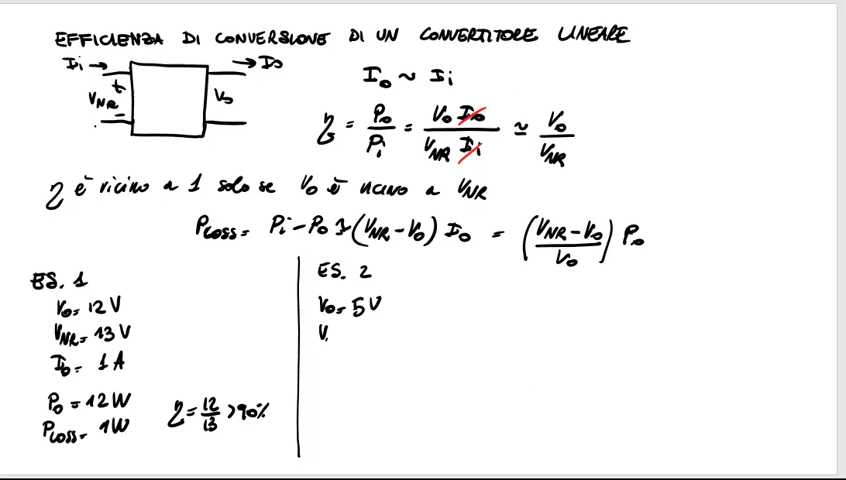 EFFICIENZA DI CONVERSIONE DI UN CONVERTITORE LINEARE
Ii → → Io
+ VNR - Vo
Io ~ Ii
η = Po/Pi = Vo Io / VNR Ii ≃ Vo/VNR
η è vicino a 1 solo se Vo è vicino a VNR
PLOSS = Pi - Po ≃ (VNR - Vo) Io = ((VNR - Vo)/Vo) Po
ES. 1
Vo = 12 V
VNR = 13 V
Io = 1 A
Po = 12 W
PLOSS = 1 W
η = 12/13 > 90%
ES. 2
Vo = 5 V
V